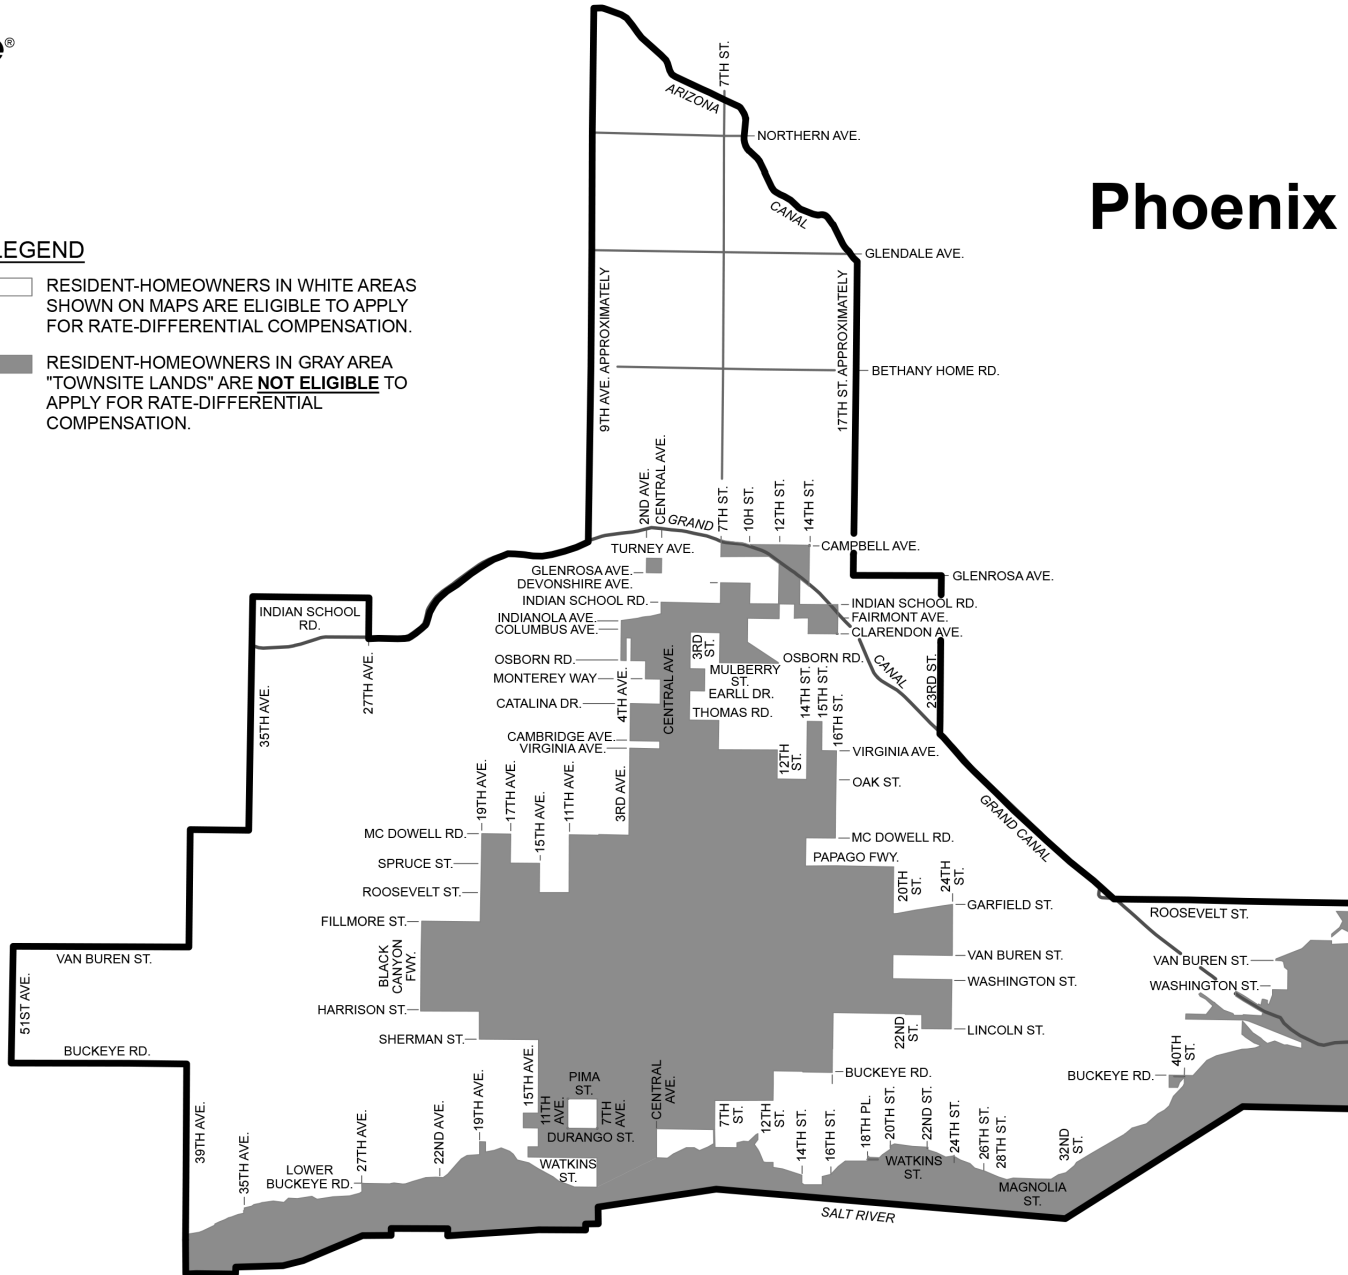 ®
Phoenix
LEGEND
RESIDENT-HOMEOWNERS IN WHITE AREAS
SHOWN ON MAPS ARE ELIGIBLE TO APPLY
FOR RATE-DIFFERENTIAL COMPENSATION.
RESIDENT-HOMEOWNERS IN GRAY AREA
"TOWNSITE LANDS" ARE NOT ELIGIBLE TO
APPLY FOR RATE-DIFFERENTIAL
COMPENSATION.
7TH ST.
ARIZONA
NORTHERN AVE.
CANAL
GLENDALE AVE.
9TH AVE. APPROXIMATELY
17TH ST. APPROXIMATELY
BETHANY HOME RD.
2ND AVE.
CENTRAL AVE.
GRAND
7TH ST.
10H ST.
12TH ST.
14TH ST.
TURNEY AVE.
CAMPBELL AVE.
GLENROSA AVE.
DEVONSHIRE AVE.
GLENROSA AVE.
INDIAN SCHOOL
RD.
INDIAN SCHOOL RD.
INDIAN SCHOOL RD.
INDIANOLA AVE.
FAIRMONT AVE.
COLUMBUS AVE.
CLARENDON AVE.
3RD
ST.
OSBORN RD.
OSBORN RD.
CANAL
MONTEREY WAY
MULBERRY
ST.
EARLL DR.
35TH AVE.
27TH AVE.
4TH AVE.
CENTRAL AVE.
14TH ST.
15TH ST.
16TH ST.
23RD ST.
CATALINA DR.
THOMAS RD.
CAMBRIDGE AVE.
VIRGINIA AVE.
VIRGINIA AVE.
12TH
ST.
OAK ST.
19TH AVE.
17TH AVE.
15TH AVE.
11TH AVE.
3RD AVE.
GRAND CANAL
MC DOWELL RD.
MC DOWELL RD.
SPRUCE ST.
PAPAGO FWY.
ROOSEVELT ST.
20TH
ST.
24TH
ST.
GARFIELD ST.
ROOSEVELT ST.
FILLMORE ST.
VAN BUREN ST.
BLACK
CANYON
FWY.
VAN BUREN ST.
VAN BUREN ST.
WASHINGTON ST.
WASHINGTON ST.
51ST AVE.
HARRISON ST.
22ND
ST.
LINCOLN ST.
SHERMAN ST.
40TH
ST.
BUCKEYE RD.
BUCKEYE RD.
BUCKEYE RD.
PIMA
ST.
39TH AVE.
35TH AVE.
27TH AVE.
22ND AVE.
19TH AVE.
15TH AVE.
11TH
AVE.
7TH
AVE.
CENTRAL
AVE.
7TH
ST.
12TH
ST.
14TH ST.
16TH ST.
18TH PL.
20TH ST.
22ND ST.
24TH ST.
26TH ST.
28TH ST.
32ND
ST.
DURANGO ST.
LOWER
BUCKEYE RD.
WATKINS
ST.
WATKINS
ST.
MAGNOLIA
ST.
SALT RIVER